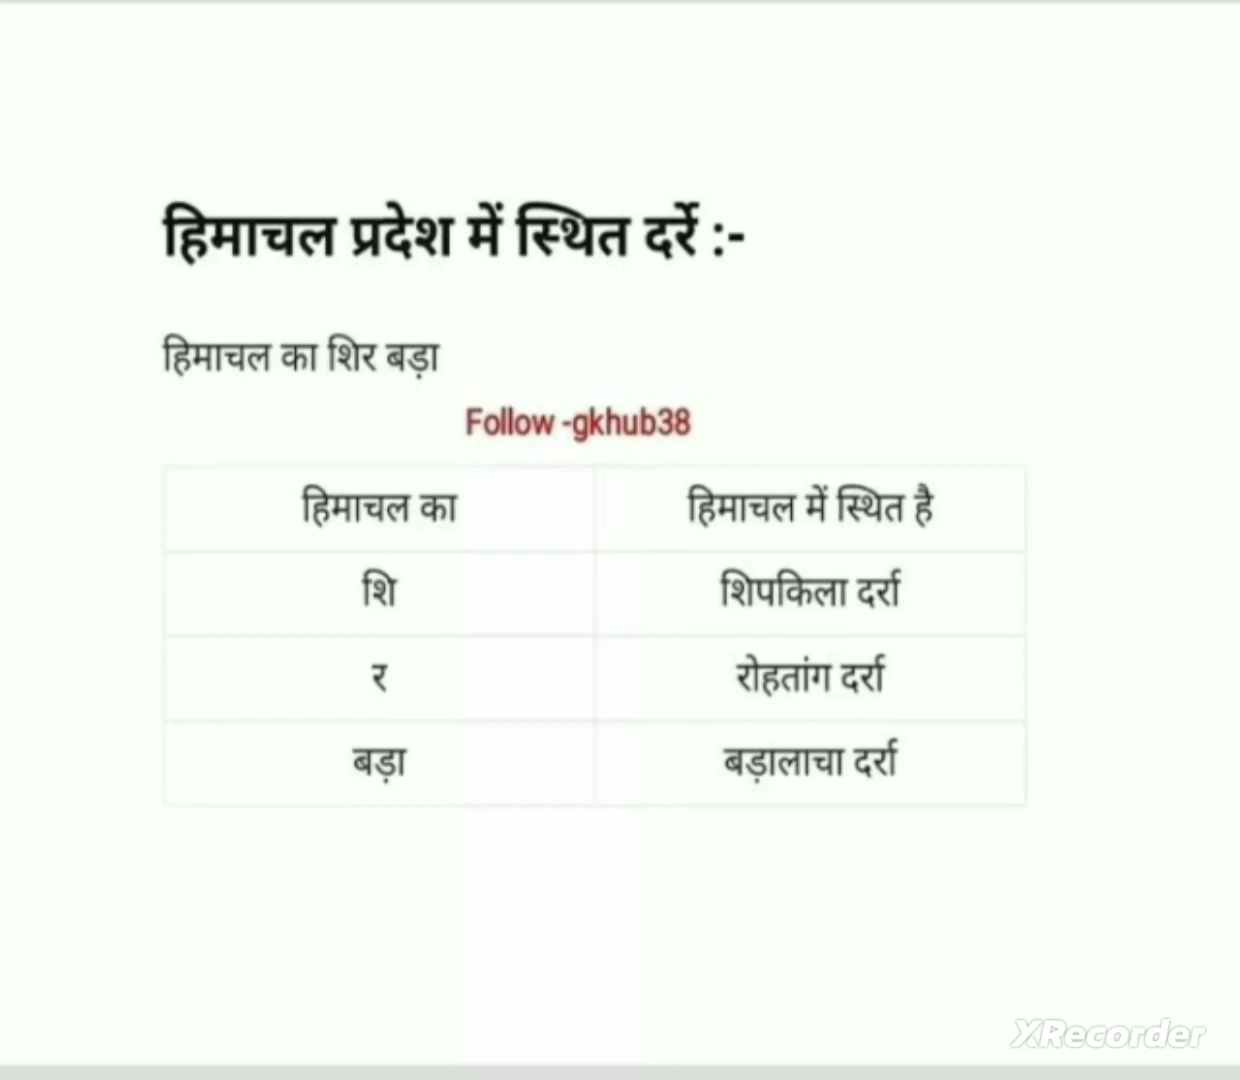 हिमाचल प्रदेश में स्थित दर्रे :-
हिमाचल का शिर बड़ा
Follow -gkhub38
हिमाचल का हिमाचल में स्थित है
शि शिपकिला दर्रा
र रोहतांग दर्रा
बड़ा बड़ालाचा दर्रा
XRecorder